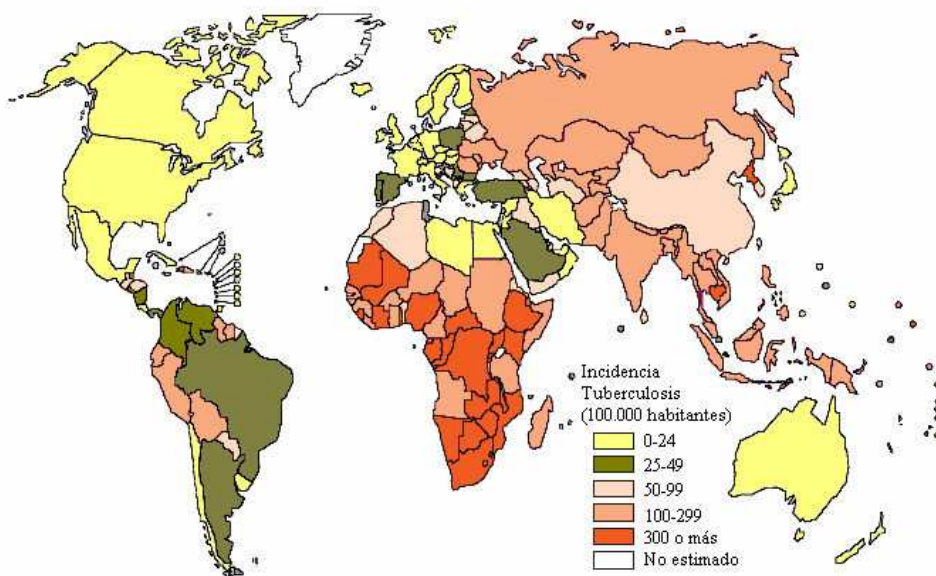 Incidencia
Tuberculosis
(100.000 habitantes)
0-24
25-49
50-99
100-299
300 o más
No estimado